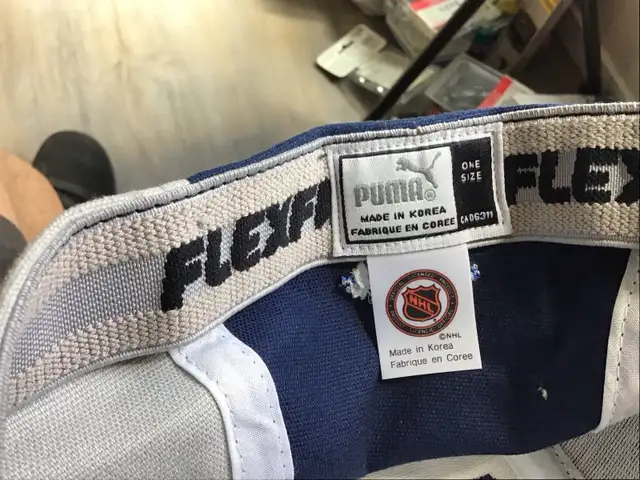 FLEXFI
PUMA®
MADE IN KOREA
FABRIQUE EN COREE
ONE
SIZE
CA06311
FLEX
NHL
©NHL
Made in Korea
Fabrique en Coree